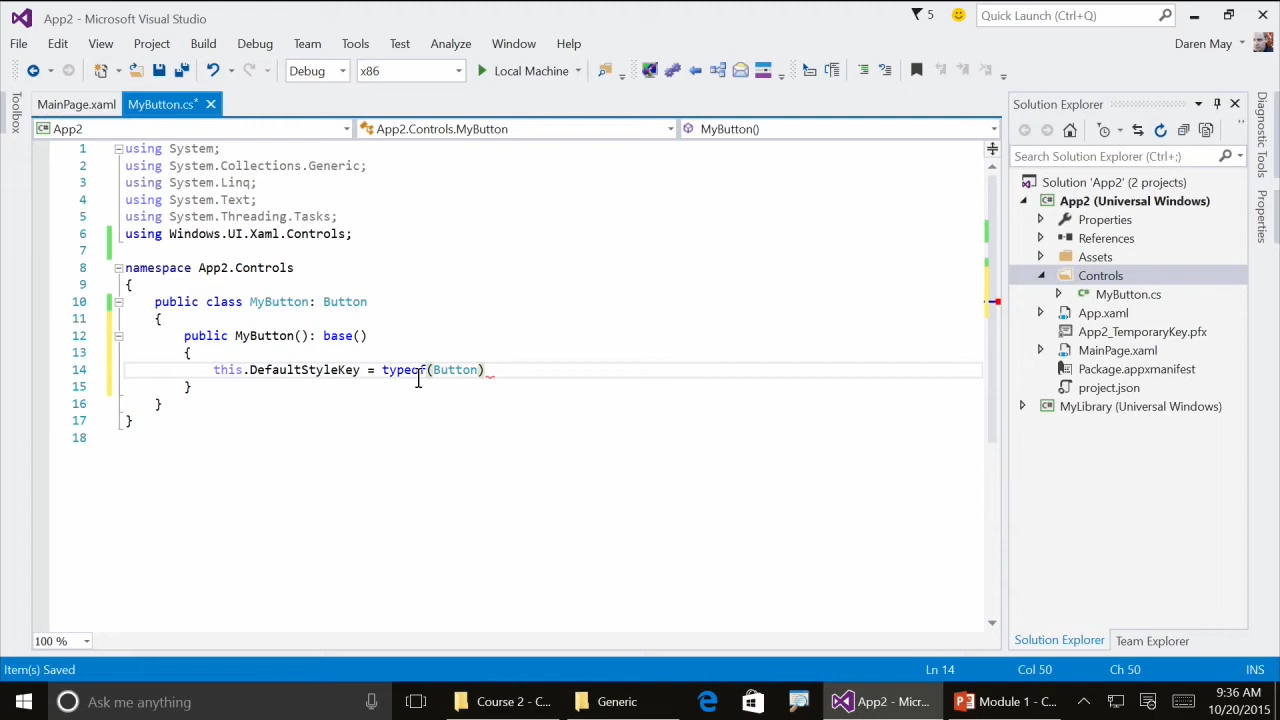 App2 - Microsoft Visual Studio
5
Quick Launch (Ctrl+Q)
File Edit View Project Build Debug Team Tools Test Analyze Window Help
Daren May
Debug x86 Local Machine
Toolbox
MainPage.xaml MyButton.cs*
App2 App2.Controls.MyButton MyButton()
1 using System;
2 using System.Collections.Generic;
3 using System.Linq;
4 using System.Text;
5 using System.Threading.Tasks;
6 using Windows.UI.Xaml.Controls;
7
8 namespace App2.Controls
9 {
10 public class MyButton: Button
11 {
12 public MyButton(): base()
13 {
14 this.DefaultStyleKey = typeof(Button)
15 }
16 }
17 }
18
100 %
Solution Explorer
Search Solution Explorer (Ctrl+;)
Solution 'App2' (2 projects)
App2 (Universal Windows)
Properties
References
Assets
Controls
MyButton.cs
App.xaml
App2_TemporaryKey.pfx
MainPage.xaml
Package.appxmanifest
project.json
MyLibrary (Universal Windows)
Solution Explorer Team Explorer
Diagnostic Tools
Properties
Item(s) Saved Ln 14 Col 50 Ch 50 INS
Ask me anything
Course 2 - C...
Generic
App2 - Micr...
Module 1 - C...
9:36 AM
10/20/2015